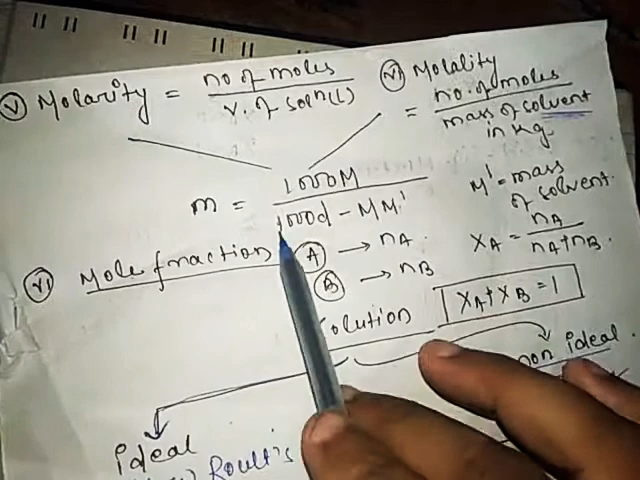 (V) Molarity = no of moles / V. of soln (L)
(VI) Molality = no. of moles / mass of solvent in kg.
m = 1000M / 1000d - MM'
M' = mass of solvent.
(VI) Mole fraction (A) → nA.
(B) → nB
XA = nA / nA+nB.
XA + XB = 1
olution
non ideal.
Ideal
Roult's